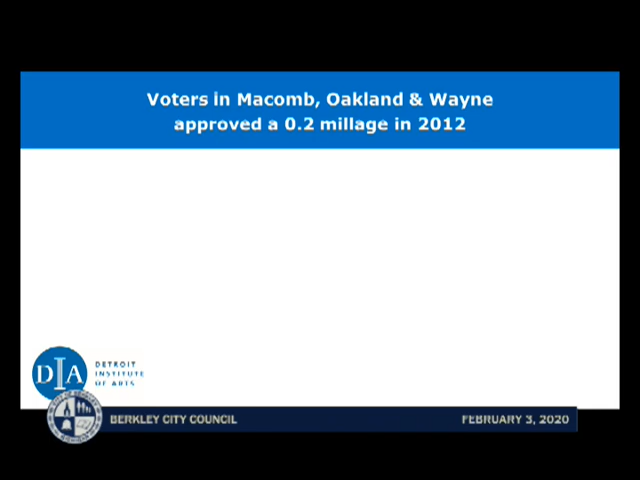 Voters in Macomb, Oakland & Wayne
approved a 0.2 millage in 2012
DIA
DETROIT
INSTITUTE
OF ARTS
BERKLEY CITY COUNCIL
FEBRUARY 3, 2020